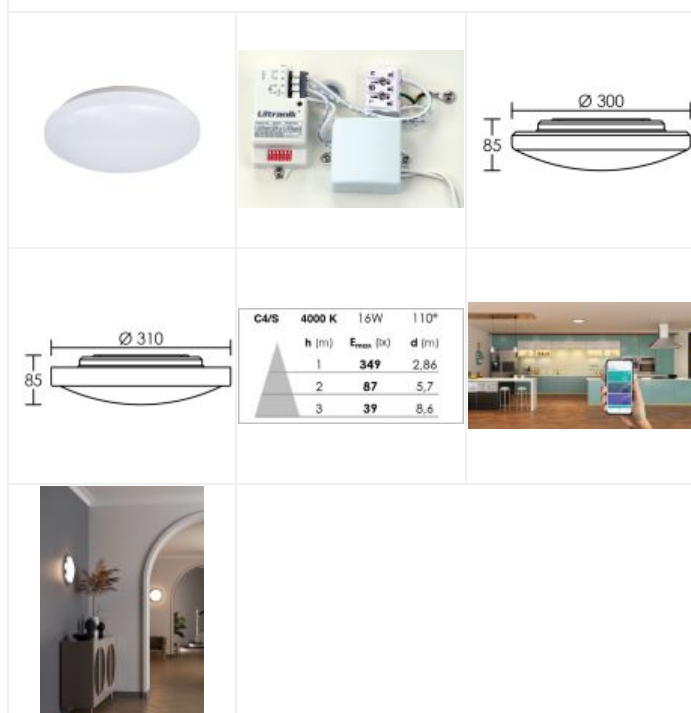 Litronik
Ø 300
85
Ø 310
85
C4/S 4000 K 16W 110°
h (m) Emax (lx) d (m)
1 349 2,86
2 87 5,7
3 39 8,6